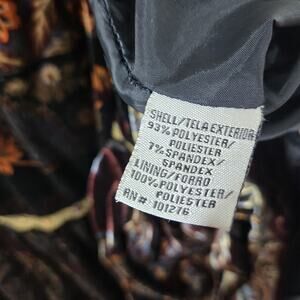 SHELL/TELA EXTERIOR
93% POLYESTER/
POLIESTER
7% SPANDEX/
SPANDEX
LINING/FORRO
100% POLYESTER/
POLIESTER
RN# 101276